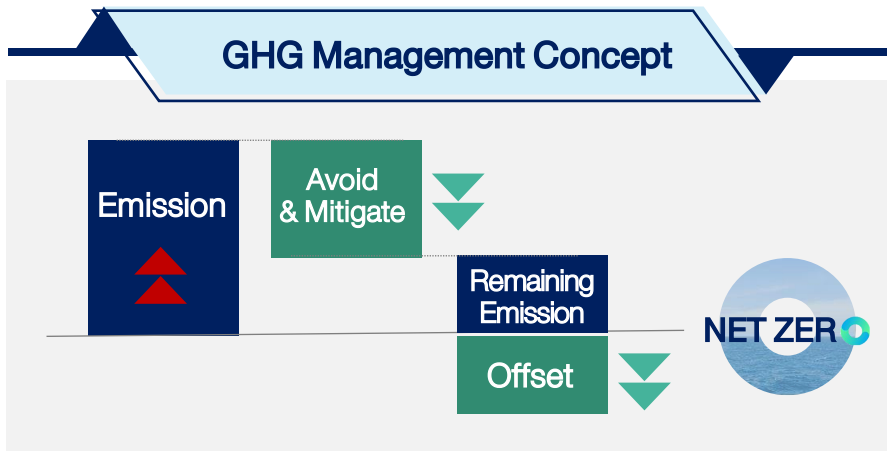 GHG Management Concept
Emission
Avoid
& Mitigate
Remaining
Emission
Offset
NET ZERO